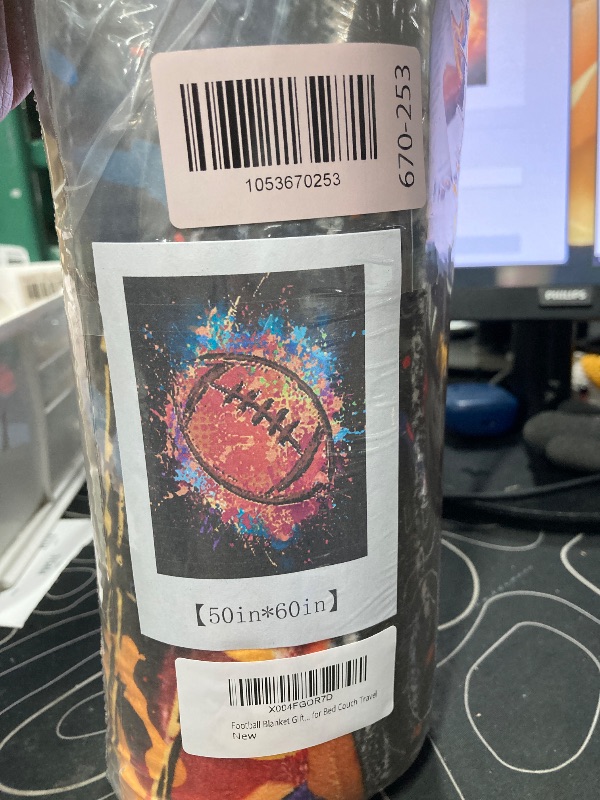 1053670253
670-253
PHILIPS
【50in*60in】
X004FGOR7D
Football Blanket Gift... for Bed Couch Travel
New